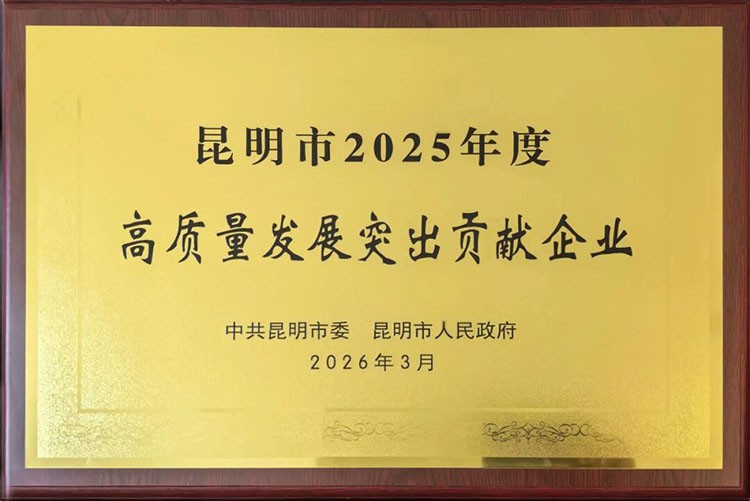 昆明市2025年度
高质量发展突出贡献企业
中共昆明市委 昆明市人民政府
2026年3月